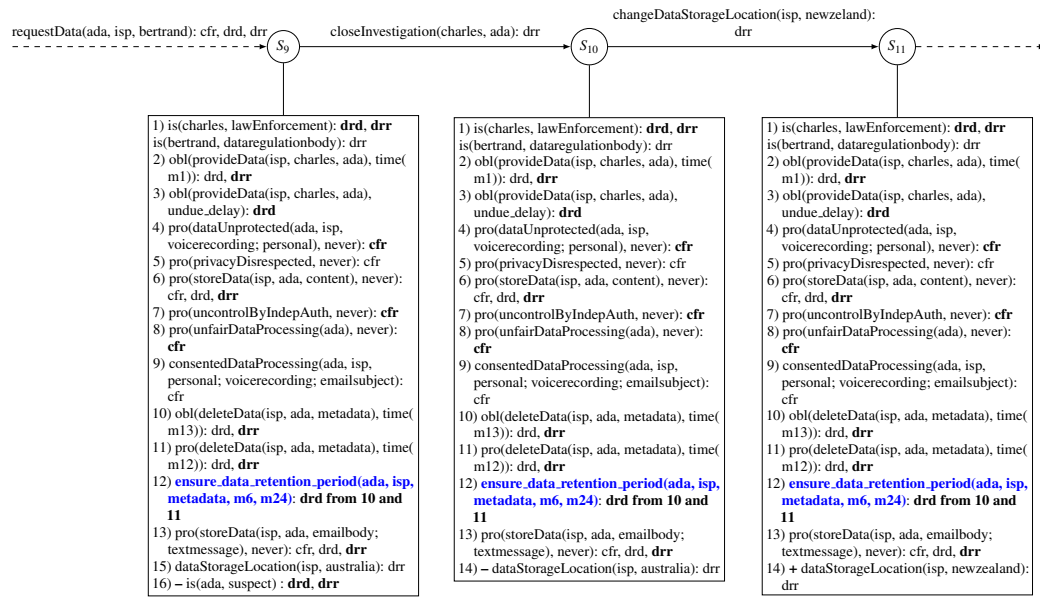 requestData(ada, isp, bertrand): cfr, drd, drr
closeInvestigation(charles, ada): drr
changeDataStorageLocation(isp, newzeland):
drr
S9
S10
S11
1) is(charles, lawEnforcement): drd, drr
is(bertrand, dataregulationbody): drr
2) obl(provideData(isp, charles, ada), time(
m1)): drd, drr
3) obl(provideData(isp, charles, ada),
undue_delay): drd
4) pro(dataUnprotected(ada, isp,
voicerecording; personal), never): cfr
5) pro(privacyDisrespected, never): cfr
6) pro(storeData(isp, ada, content), never):
cfr, drd, drr
7) pro(uncontrolByIndepAuth, never): cfr
8) pro(unfairDataProcessing(ada), never):
cfr
9) consentedDataProcessing(ada, isp,
personal; voicerecording; emailsubject):
cfr
10) obl(deleteData(isp, ada, metadata), time(
m13)): drd, drr
11) pro(deleteData(isp, ada, metadata), time(
m12)): drd, drr
12) ensure_data_retention_period(ada, isp,
metadata, m6, m24): drd from 10 and
11
13) pro(storeData(isp, ada, emailbody;
textmessage), never): cfr, drd, drr
15) dataStorageLocation(isp, australia): drr
16) – is(ada, suspect) : drd, drr
1) is(charles, lawEnforcement): drd, drr
is(bertrand, dataregulationbody): drr
2) obl(provideData(isp, charles, ada), time(
m1)): drd, drr
3) obl(provideData(isp, charles, ada),
undue_delay): drd
4) pro(dataUnprotected(ada, isp,
voicerecording; personal), never): cfr
5) pro(privacyDisrespected, never): cfr
6) pro(storeData(isp, ada, content), never):
cfr, drd, drr
7) pro(uncontrolByIndepAuth, never): cfr
8) pro(unfairDataProcessing(ada), never):
cfr
9) consentedDataProcessing(ada, isp,
personal; voicerecording; emailsubject):
cfr
10) obl(deleteData(isp, ada, metadata), time(
m13)): drd, drr
11) pro(deleteData(isp, ada, metadata), time(
m12)): drd, drr
12) ensure_data_retention_period(ada, isp,
metadata, m6, m24): drd from 10 and
11
13) pro(storeData(isp, ada, emailbody;
textmessage), never): cfr, drd, drr
14) – dataStorageLocation(isp, australia): drr
1) is(charles, lawEnforcement): drd, drr
is(bertrand, dataregulationbody): drr
2) obl(provideData(isp, charles, ada), time(
m1)): drd, drr
3) obl(provideData(isp, charles, ada),
undue_delay): drd
4) pro(dataUnprotected(ada, isp,
voicerecording; personal), never): cfr
5) pro(privacyDisrespected, never): cfr
6) pro(storeData(isp, ada, content), never):
cfr, drd, drr
7) pro(uncontrolByIndepAuth, never): cfr
8) pro(unfairDataProcessing(ada), never):
cfr
9) consentedDataProcessing(ada, isp,
personal; voicerecording; emailsubject):
cfr
10) obl(deleteData(isp, ada, metadata), time(
m13)): drd, drr
11) pro(deleteData(isp, ada, metadata), time(
m12)): drd, drr
12) ensure_data_retention_period(ada, isp,
metadata, m6, m24): drd from 10 and
11
13) pro(storeData(isp, ada, emailbody;
textmessage), never): cfr, drd, drr
14) + dataStorageLocation(isp, newzealand):
drr